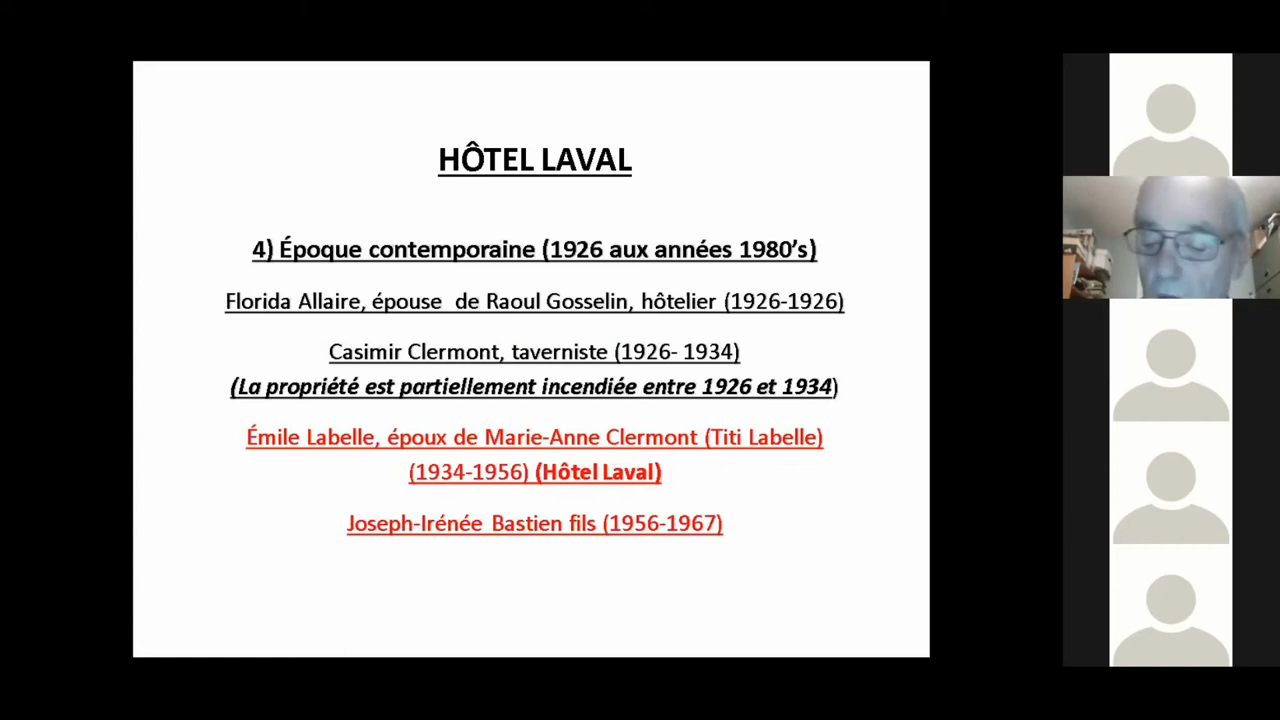 HÔTEL LAVAL
4) Époque contemporaine (1926 aux années 1980’s)
Florida Allaire, épouse de Raoul Gosselin, hôtelier (1926-1926)
Casimir Clermont, taverniste (1926- 1934)
(La propriété est partiellement incendiée entre 1926 et 1934)
Émile Labelle, époux de Marie-Anne Clermont (Titi Labelle)
(1934-1956) (Hôtel Laval)
Joseph-Irénée Bastien fils (1956-1967)